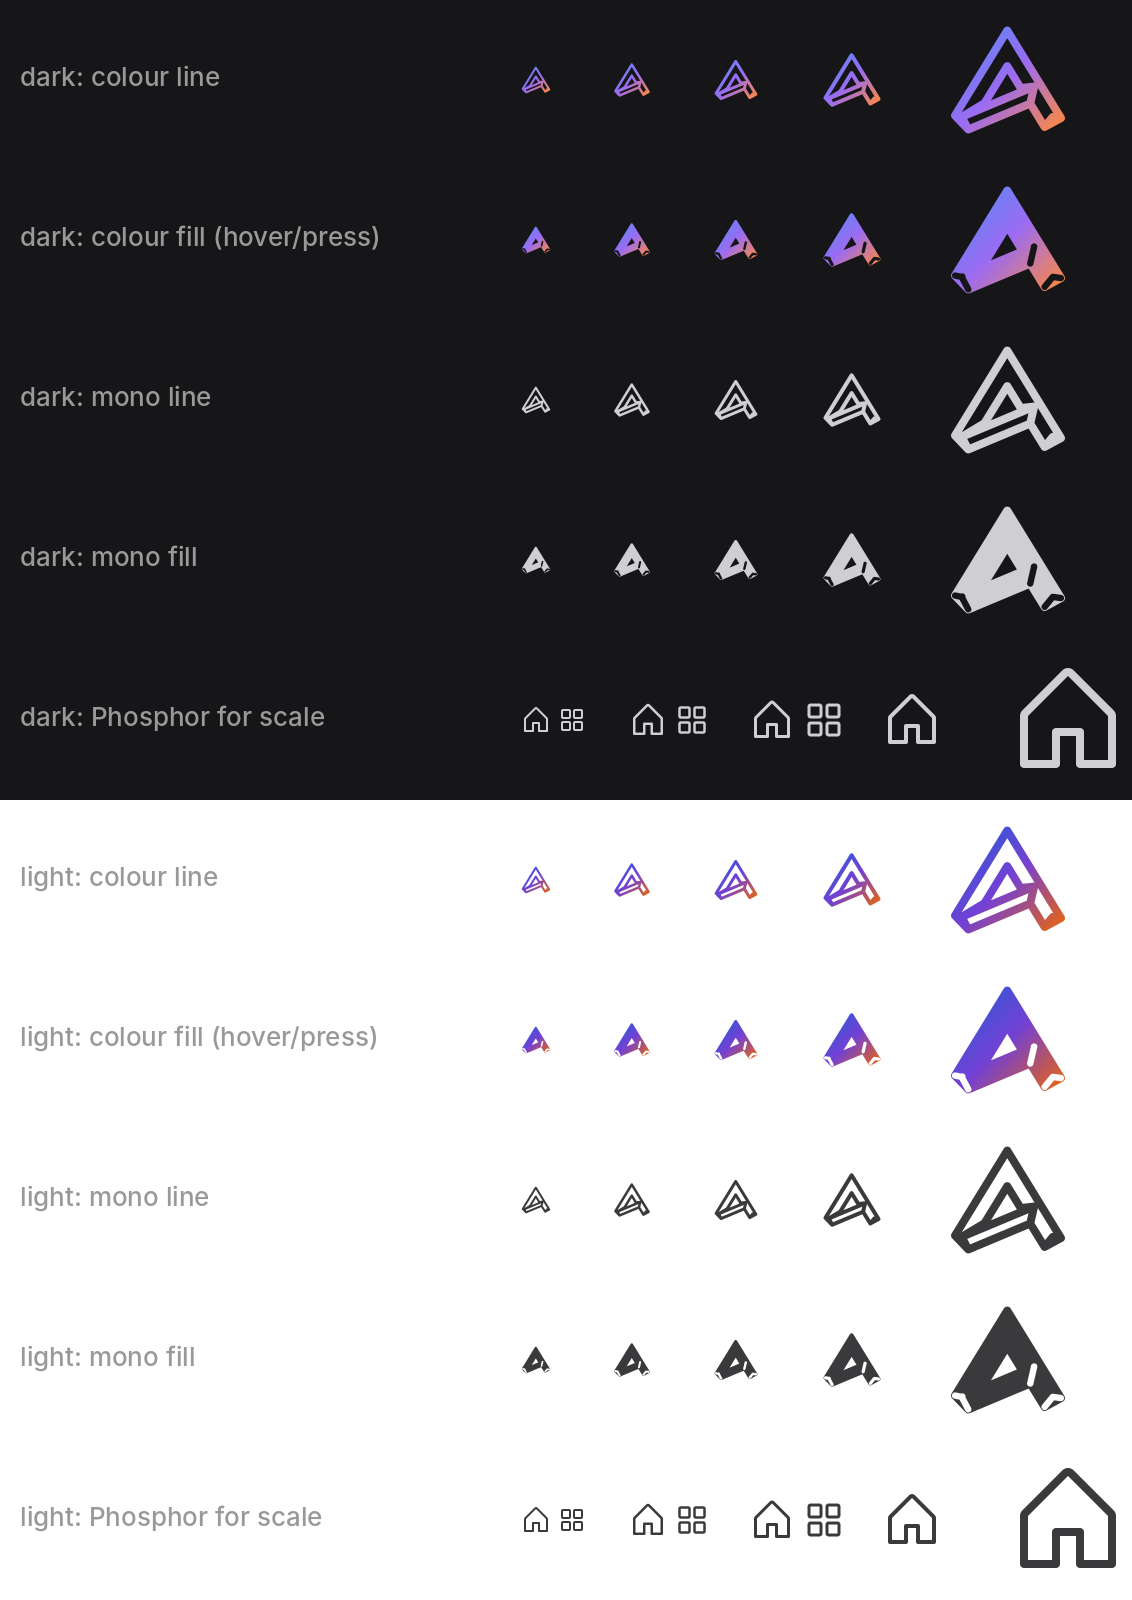 dark: colour line
dark: colour fill (hover/press)
dark: mono line
dark: mono fill
dark: Phosphor for scale
light: colour line
light: colour fill (hover/press)
light: mono line
light: mono fill
light: Phosphor for scale